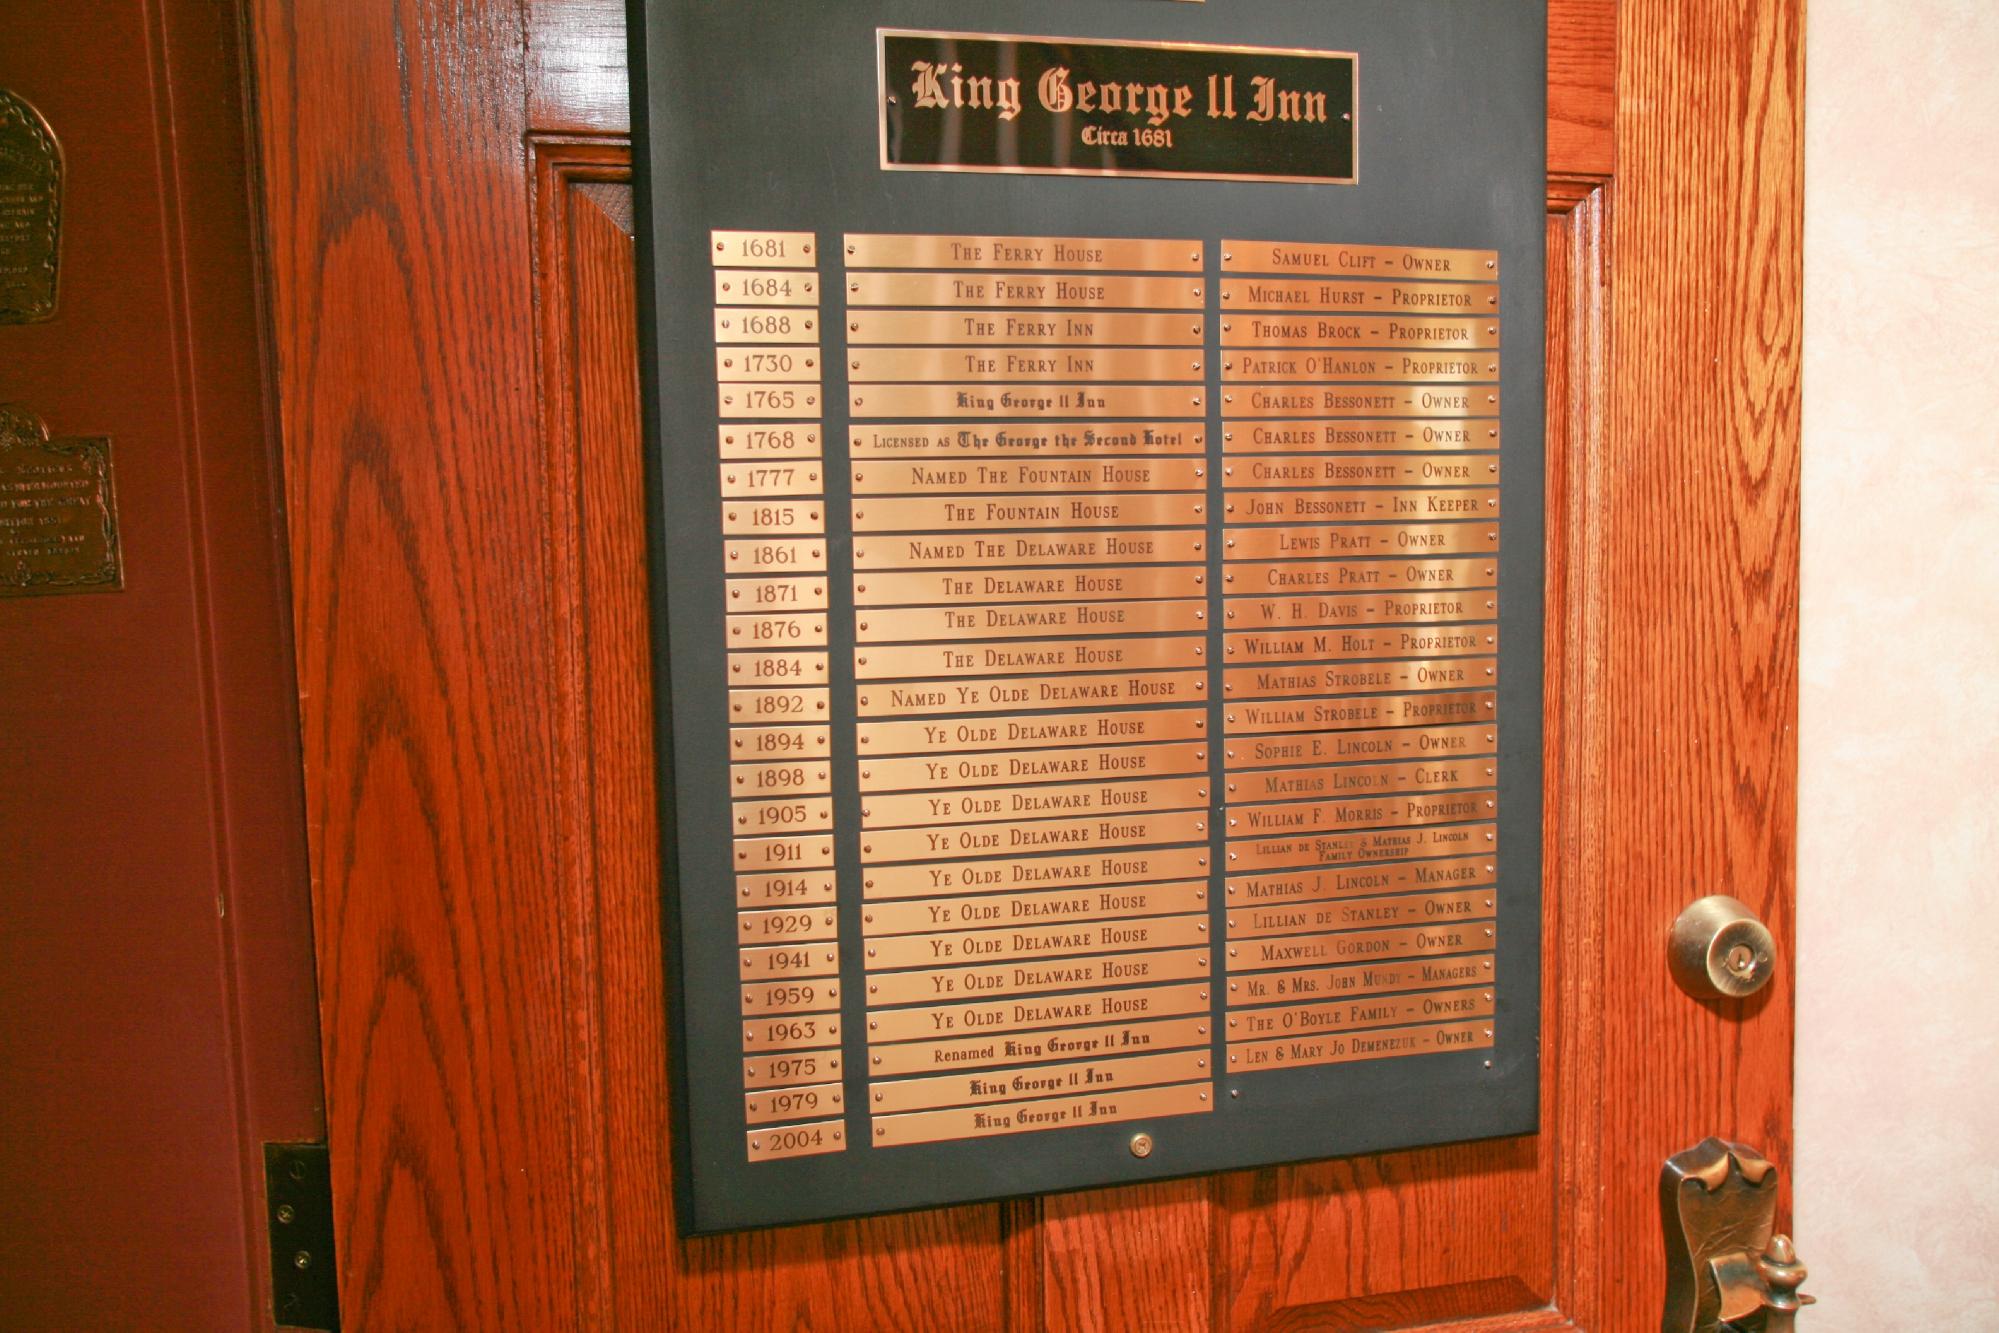 King George II Inn
Circa 1681
1681 THE FERRY HOUSE SAMUEL CLIFT – OWNER
1684 THE FERRY HOUSE MICHAEL HURST – PROPRIETOR
1688 THE FERRY INN THOMAS BROCK – PROPRIETOR
1730 THE FERRY INN PATRICK O'HANLON – PROPRIETOR
1765 King George II Inn CHARLES BESSONETT – OWNER
1768 LICENSED AS The George the Second Hotel CHARLES BESSONETT – OWNER
1777 NAMED THE FOUNTAIN HOUSE CHARLES BESSONETT – OWNER
1815 THE FOUNTAIN HOUSE JOHN BESSONETT – INN KEEPER
1861 NAMED THE DELAWARE HOUSE LEWIS PRATT – OWNER
1871 THE DELAWARE HOUSE CHARLES PRATT – OWNER
1876 THE DELAWARE HOUSE W. H. DAVIS – PROPRIETOR
1884 THE DELAWARE HOUSE WILLIAM M. HOLT – PROPRIETOR
1892 NAMED YE OLDE DELAWARE HOUSE MATHIAS STROBELE – OWNER
1894 YE OLDE DELAWARE HOUSE WILLIAM STROBELE – PROPRIETOR
1898 YE OLDE DELAWARE HOUSE SOPHIE E. LINCOLN – OWNER
1905 YE OLDE DELAWARE HOUSE MATHIAS LINCOLN – CLERK
1911 YE OLDE DELAWARE HOUSE WILLIAM F. MORRIS – PROPRIETOR
1914 YE OLDE DELAWARE HOUSE LILLIAN DE STANLEY & MATHIAS J. LINCOLN
FAMILY OWNERSHIP
1929 YE OLDE DELAWARE HOUSE MATHIAS J. LINCOLN – MANAGER
1941 YE OLDE DELAWARE HOUSE LILLIAN DE STANLEY – OWNER
1959 YE OLDE DELAWARE HOUSE MAXWELL GORDON – OWNER
1963 YE OLDE DELAWARE HOUSE MR. & MRS. JOHN MUNDY – MANAGERS
1975 Renamed King George II Inn THE O'BOYLE FAMILY – OWNERS
1979 King George II Inn LEN & MARY JO DEMENEZUK – OWNER
2004 King George II Inn